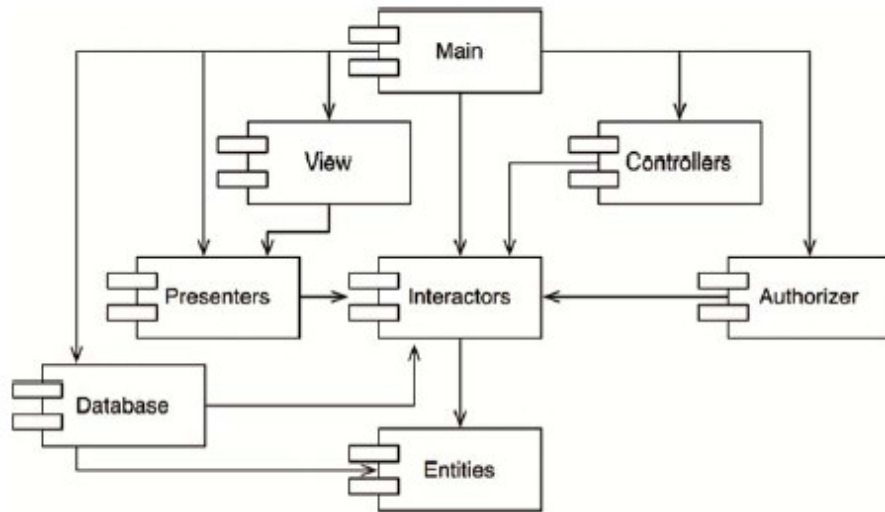 Main
View
Controllers
Presenters
Interactors
Authorizer
Database
Entities